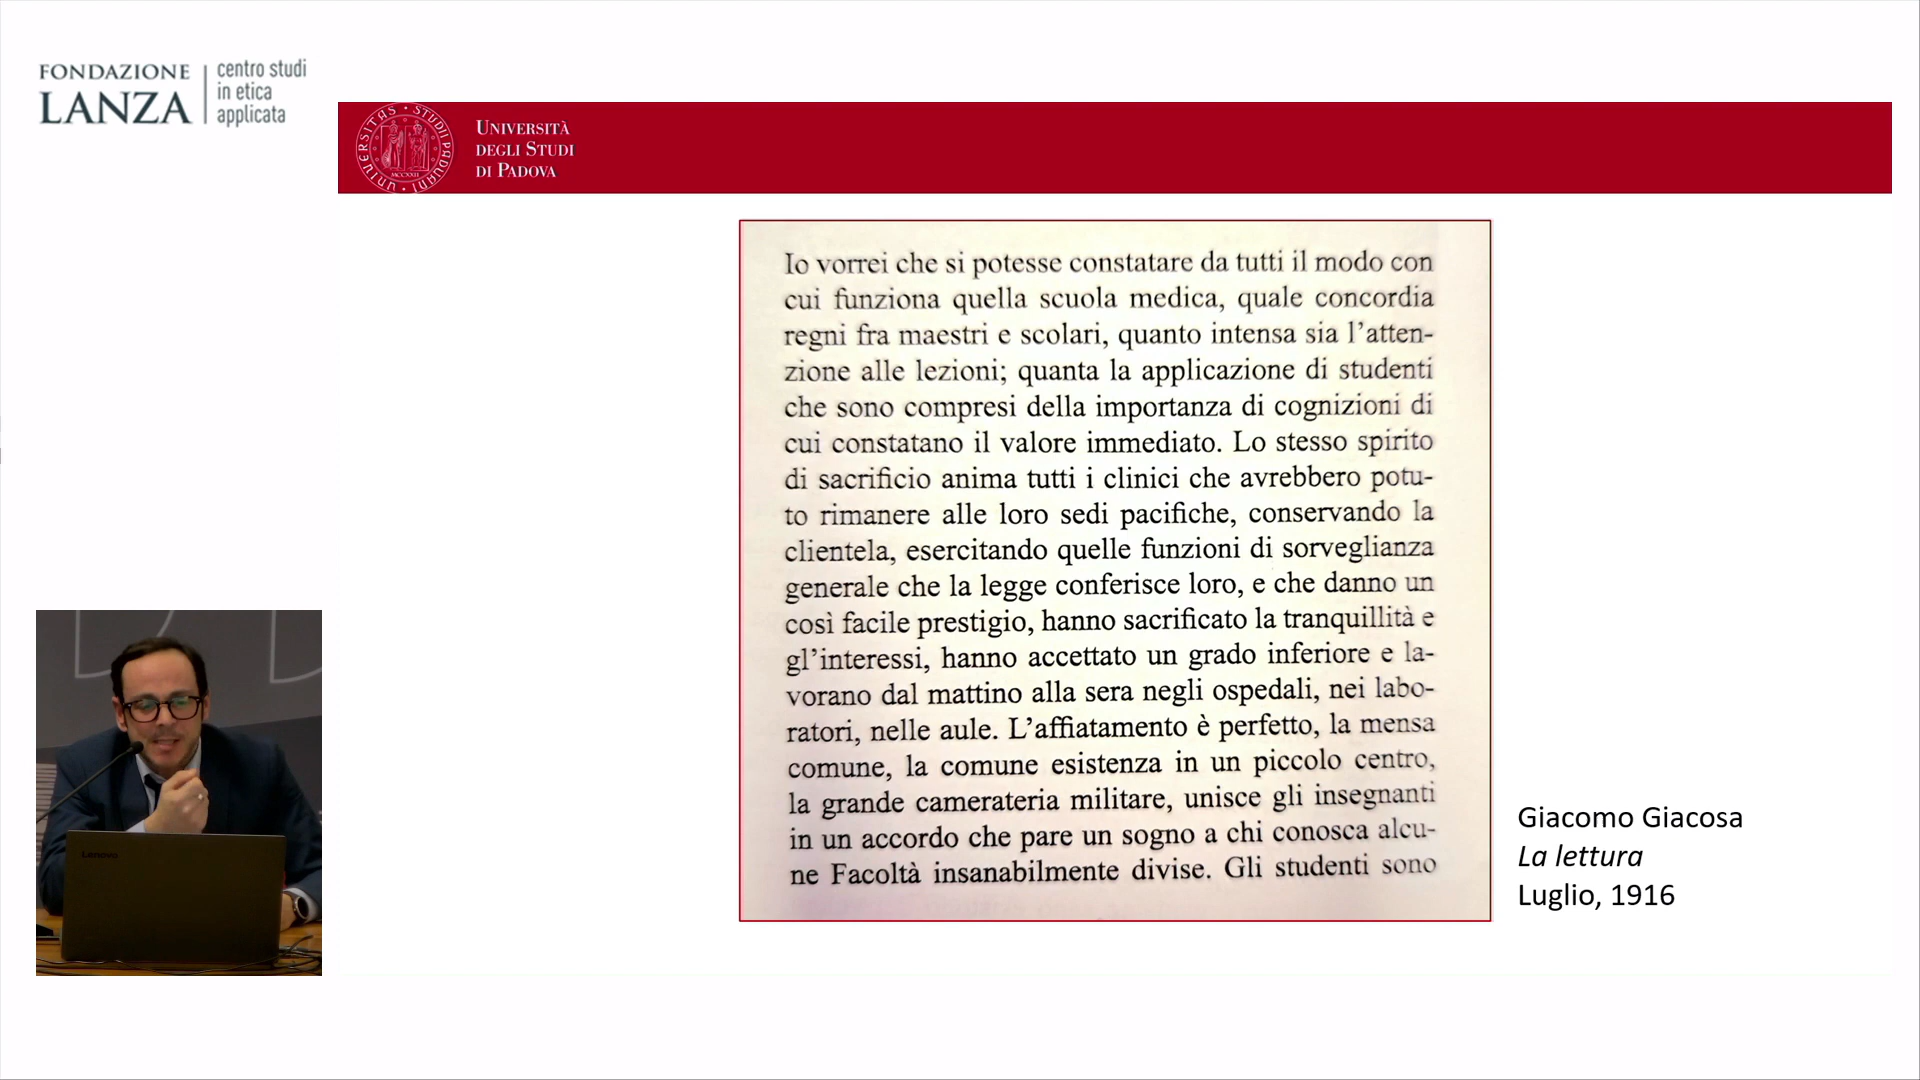 FONDAZIONE
LANZA
centro studi
in etica
applicata
UNIVERSITAS STUDII PADUANI
MCCXXII
UNIVERSITÀ
DEGLI STUDI
DI PADOVA
Io vorrei che si potesse constatare da tutti il modo con
cui funziona quella scuola medica, quale concordia
regni fra maestri e scolari, quanto intensa sia l’atten-
zione alle lezioni; quanta la applicazione di studenti
che sono compresi della importanza di cognizioni di
cui constatano il valore immediato. Lo stesso spirito
di sacrificio anima tutti i clinici che avrebbero potu-
to rimanere alle loro sedi pacifiche, conservando la
clientela, esercitando quelle funzioni di sorveglianza
generale che la legge conferisce loro, e che danno un
così facile prestigio, hanno sacrificato la tranquillità e
gl’interessi, hanno accettato un grado inferiore e la-
vorano dal mattino alla sera negli ospedali, nei labo-
ratori, nelle aule. L’affiatamento è perfetto, la mensa
comune, la comune esistenza in un piccolo centro,
la grande camerateria militare, unisce gli insegnanti
in un accordo che pare un sogno a chi conosca alcu-
ne Facoltà insanabilmente divise. Gli studenti sono
Giacomo Giacosa
La lettura
Luglio, 1916
Lenovo